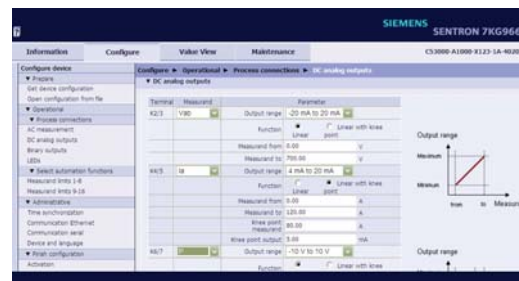 SIEMENS
SENTRON 7KG966
Information Configure Value View Maintenance C53000-A1000-X123-1A-4020
Configure device
Configure ► Operational ► Process connections ► DC analog outputs
▼ Prepare
▼ DC analog outputs
Get device configuration
Open configuration from file
▼ Operational
▼ Process connections
AC measurement
DC analog outputs
Binary outputs
LEDs
▼ Select automation functions
Measurand limits 1-8
Measurand limits 9-16
▼ Administrative
Time synchronization
Communication Ethernet
Communication serial
Device and language
▼ Finish configuration
Activation
Terminal Measurand Parameter
K2/3 Output range -20 mA to 20 mA
Function Linear Linear with knee point
Measurand from 0.00 V
Measurand to 700.00 V
K4/5 Ia Output range 4 mA to 20 mA
Function Linear Linear with knee point
Measurand from 0.00 A
Measurand to 120.00 A
Knee point measurand 80.00 A
Knee point output 5.00 mA
K6/7 Output range -10 V to 10 V
Function Linear Linear with knee
Output range
Maximum
Minimum
from to Measur
Output range
Maximum